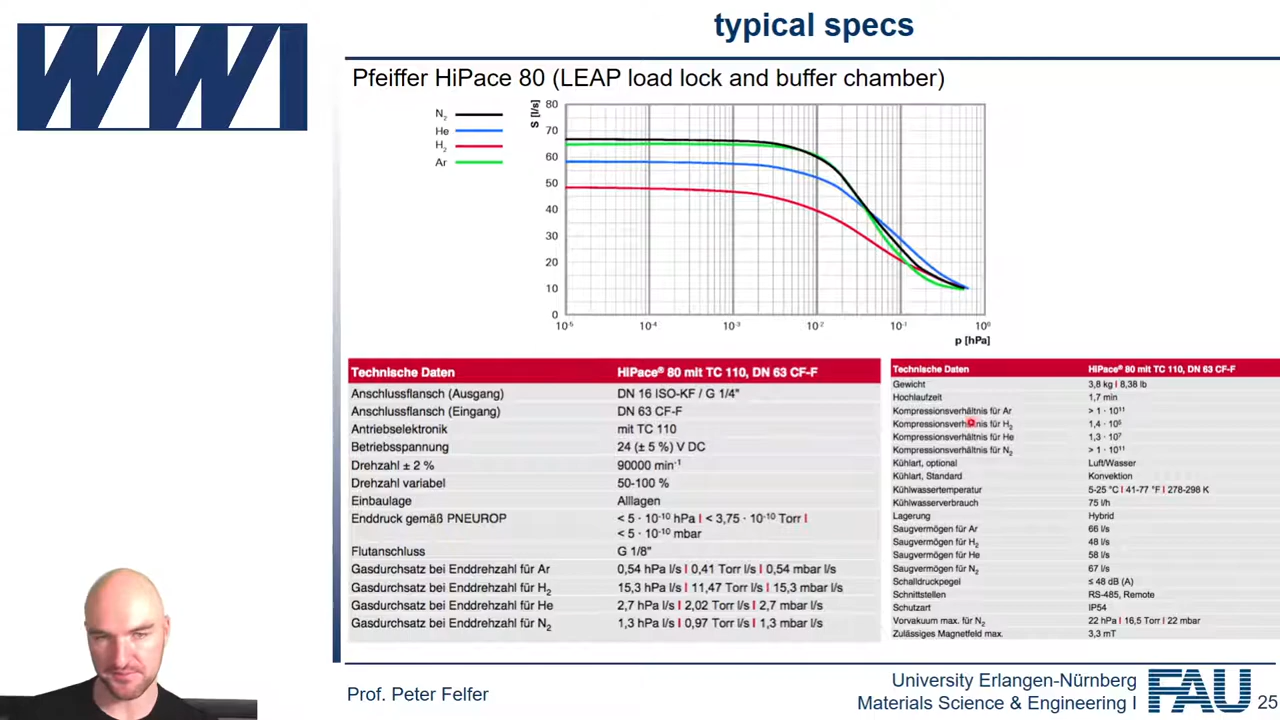 WWI
typical specs
Pfeiffer HiPace 80 (LEAP load lock and buffer chamber)
N₂
He
H₂
Ar
S [l/s]
80
70
60
50
40
30
20
10
0
10⁻⁵ 10⁻⁴ 10⁻³ 10⁻² 10⁻¹ 10⁰
p [hPa]
Technische Daten HiPace® 80 mit TC 110, DN 63 CF-F
Anschlussflansch (Ausgang) DN 16 ISO-KF / G 1/4"
Anschlussflansch (Eingang) DN 63 CF-F
Antriebselektronik mit TC 110
Betriebsspannung 24 (± 5 %) V DC
Drehzahl ± 2 % 90000 min⁻¹
Drehzahl variabel 50-100 %
Einbaulage Alllagen
Enddruck gemäß PNEUROP < 5 · 10⁻¹⁰ hPa | < 3,75 · 10⁻¹⁰ Torr |
< 5 · 10⁻¹⁰ mbar
Flutanschluss G 1/8"
Gasdurchsatz bei Enddrehzahl für Ar 0,54 hPa l/s | 0,41 Torr l/s | 0,54 mbar l/s
Gasdurchsatz bei Enddrehzahl für H₂ 15,3 hPa l/s | 11,47 Torr l/s | 15,3 mbar l/s
Gasdurchsatz bei Enddrehzahl für He 2,7 hPa l/s | 2,02 Torr l/s | 2,7 mbar l/s
Gasdurchsatz bei Enddrehzahl für N₂ 1,3 hPa l/s | 0,97 Torr l/s | 1,3 mbar l/s
Technische Daten HiPace® 80 mit TC 110, DN 63 CF-F
Gewicht 3,8 kg | 8,38 lb
Hochlaufzeit 1,7 min
Kompressionsverhältnis für Ar > 1 · 10¹¹
Kompressionsverhältnis für H₂ 1,4 · 10⁵
Kompressionsverhältnis für He 1,3 · 10⁷
Kompressionsverhältnis für N₂ > 1 · 10¹¹
Kühlart, optional Luft/Wasser
Kühlart, Standard Konvektion
Kühlwassertemperatur 5-25 °C | 41-77 °F | 278-298 K
Kühlwasserverbrauch 75 l/h
Lagerung Hybrid
Saugvermögen für Ar 66 l/s
Saugvermögen für H₂ 48 l/s
Saugvermögen für He 58 l/s
Saugvermögen für N₂ 67 l/s
Schalldruckpegel ≤ 48 dB (A)
Schnittstellen RS-485, Remote
Schutzart IP54
Vorvakuum max. für N₂ 22 hPa | 16,5 Torr | 22 mbar
Zulässiges Magnetfeld max. 3,3 mT
Prof. Peter Felfer
University Erlangen-Nürnberg
Materials Science & Engineering I
FAU
25